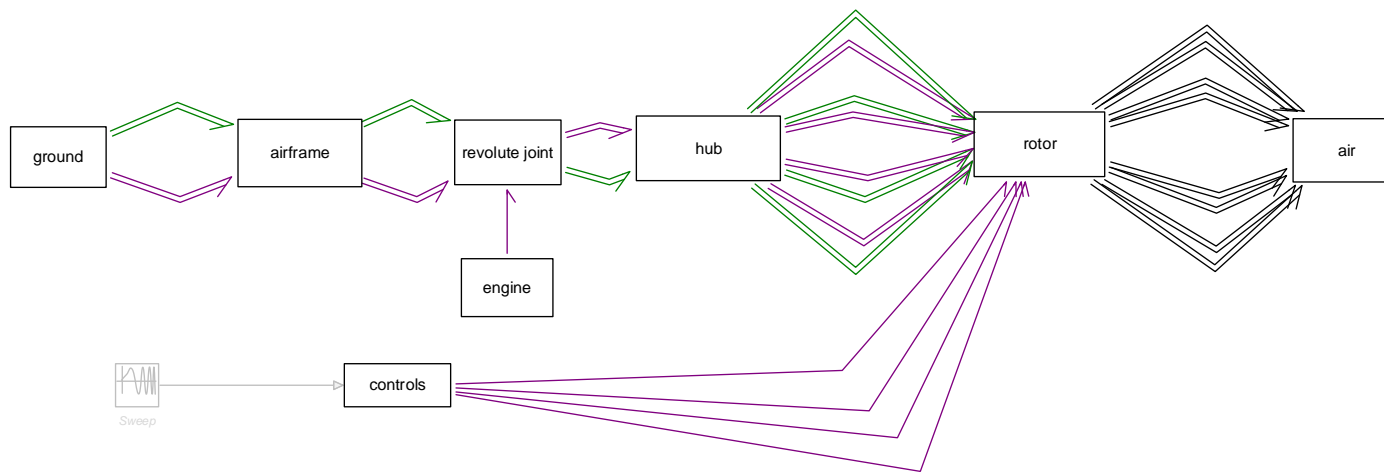 ground
airframe
revolute joint
hub
rotor
air
engine
controls
Sweep